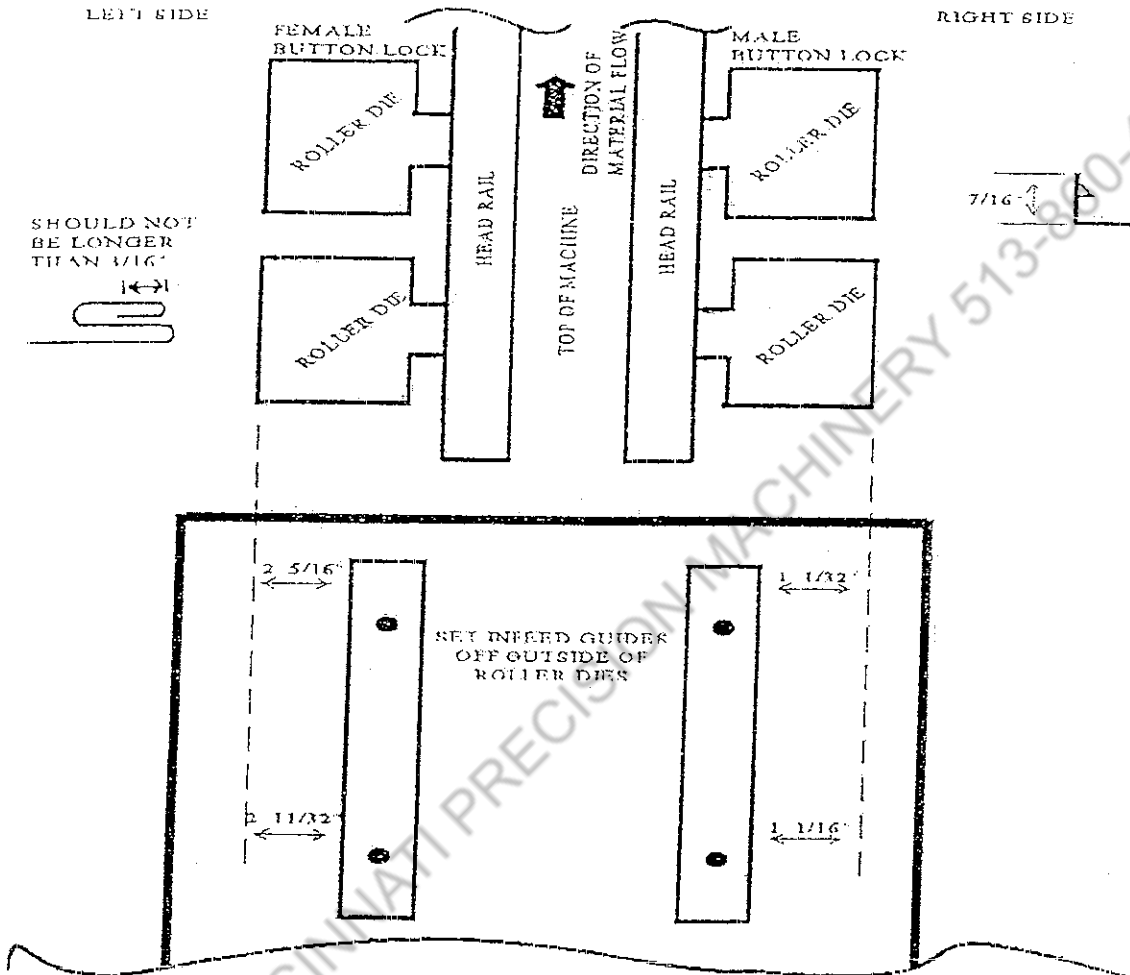 LEFT SIDE
RIGHT SIDE
FEMALE
BUTTON LOCK
MALE
BUTTON LOCK
DIRECTION OF
MATERIAL FLOW
ROLLER DIE
ROLLER DIE
HEAD RAIL
HEAD RAIL
TOP OF MACHINE
7/16"
SHOULD NOT
BE LONGER
THAN 3/16"
ROLLER DIE
ROLLER DIE
2 5/16"
1 1/32"
SET INFEED GUIDES
OFF OUTSIDE OF
ROLLER DIES
2 11/32"
1 1/16"
CINNATI PRECISION MACHINERY 513-860-